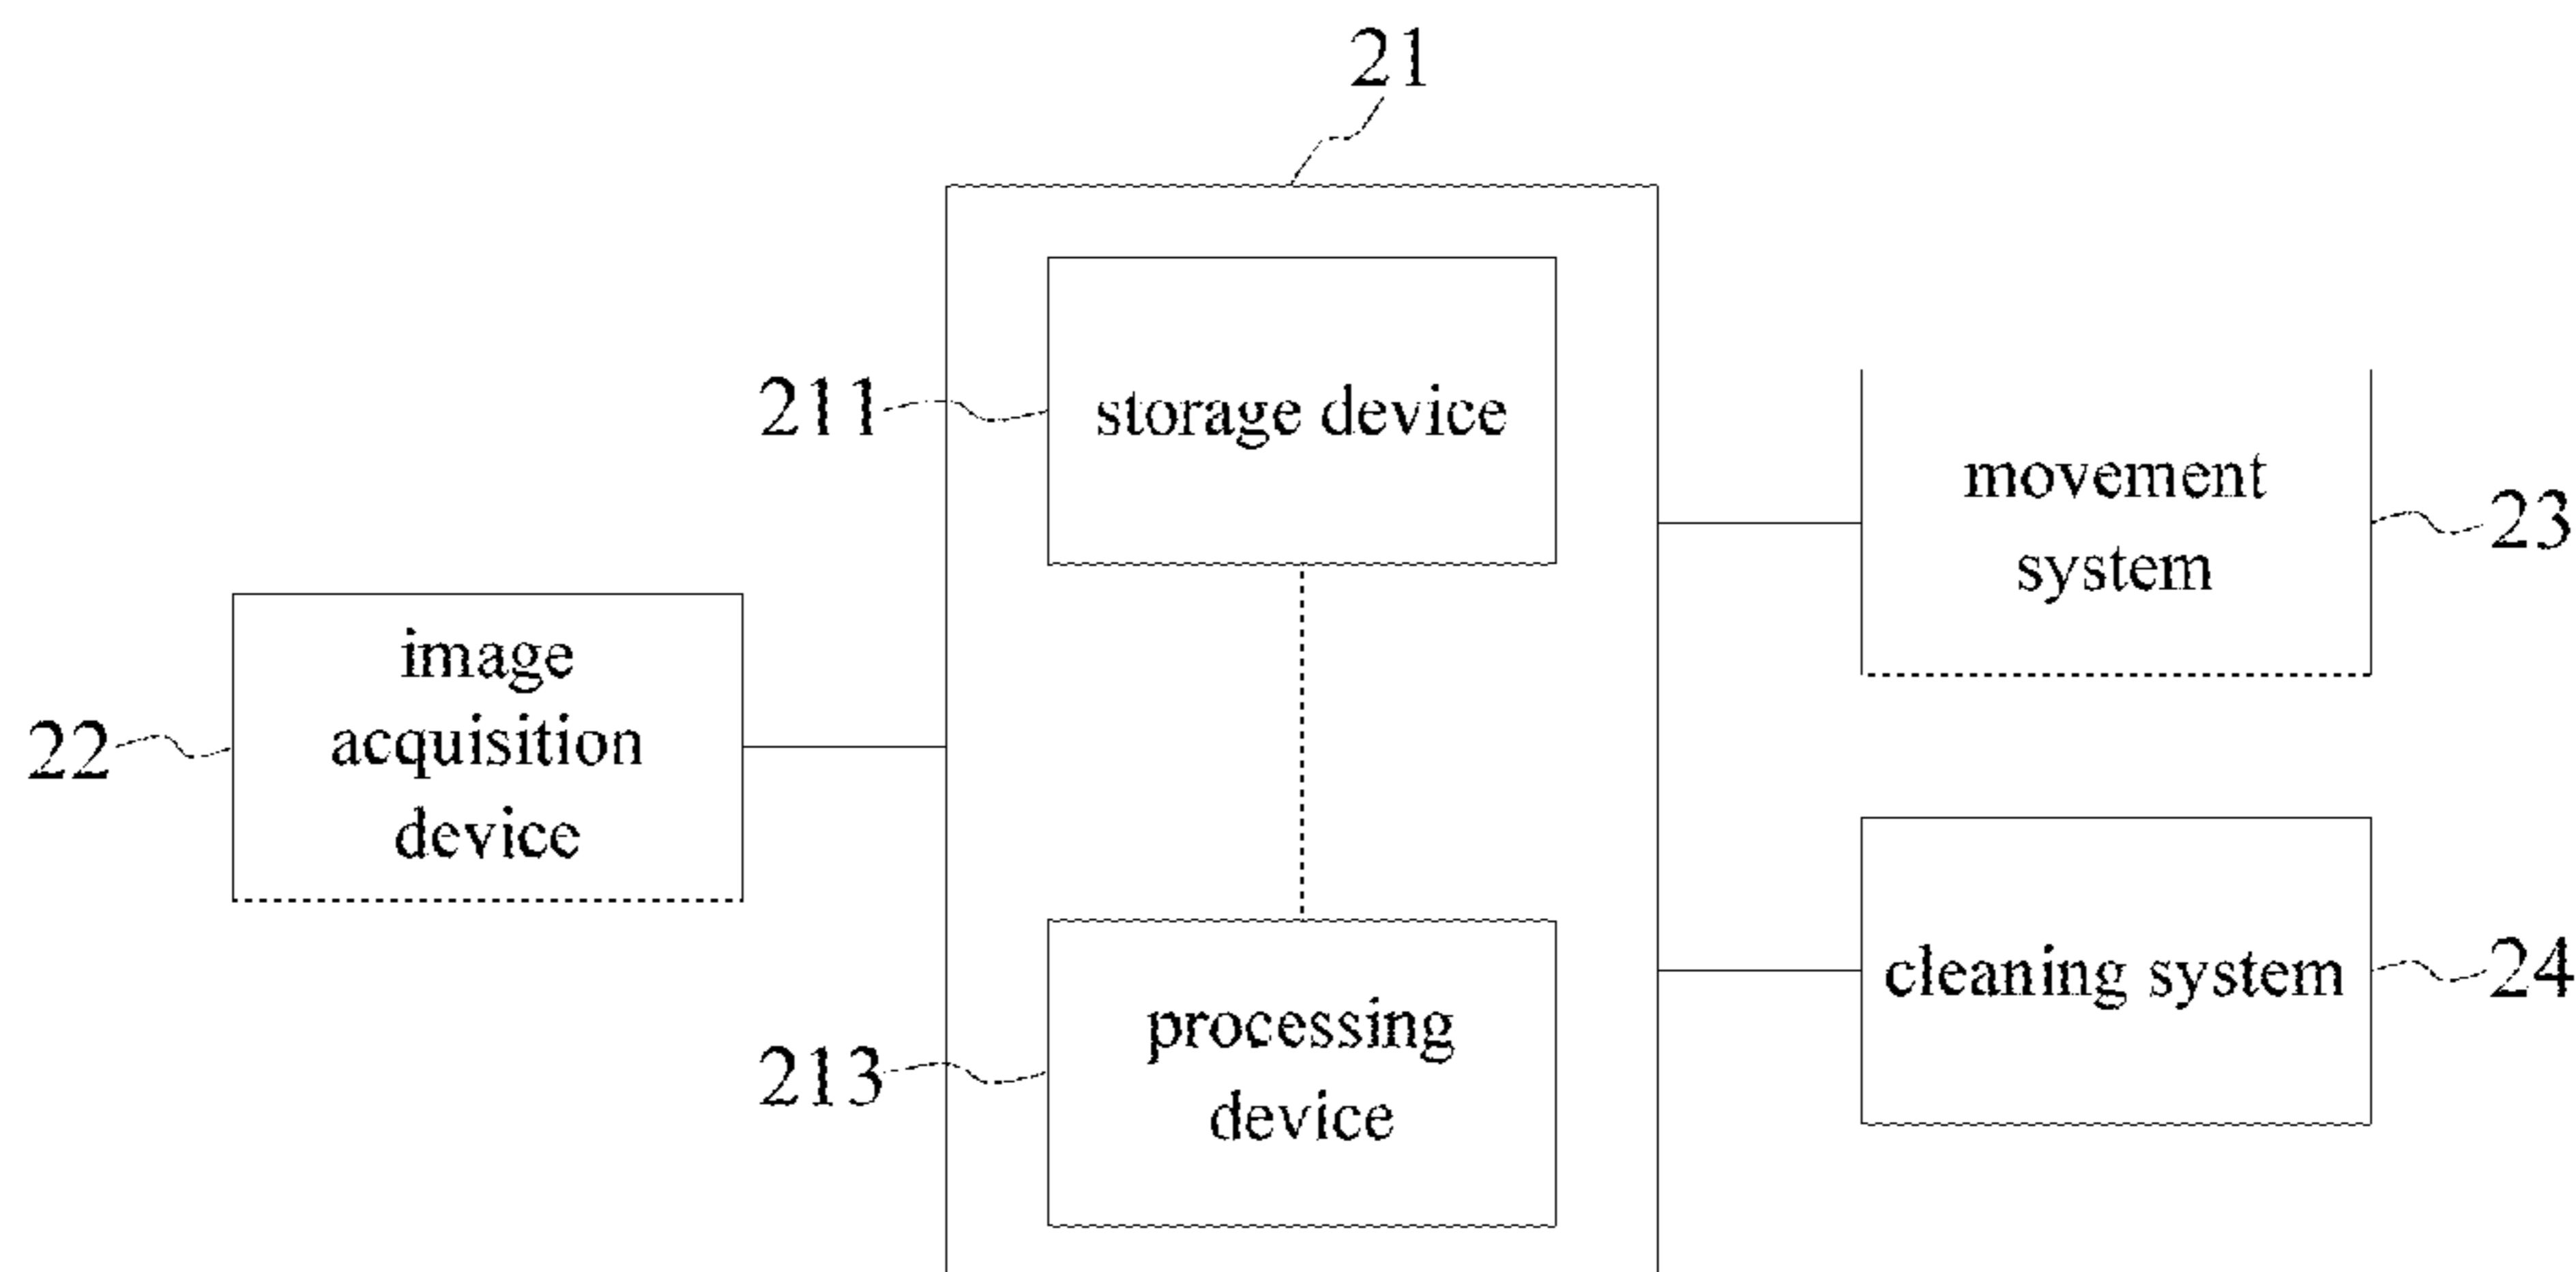 21
211
storage device
movement
system
23
image
acquisition
device
22
cleaning system
24
processing
device
213